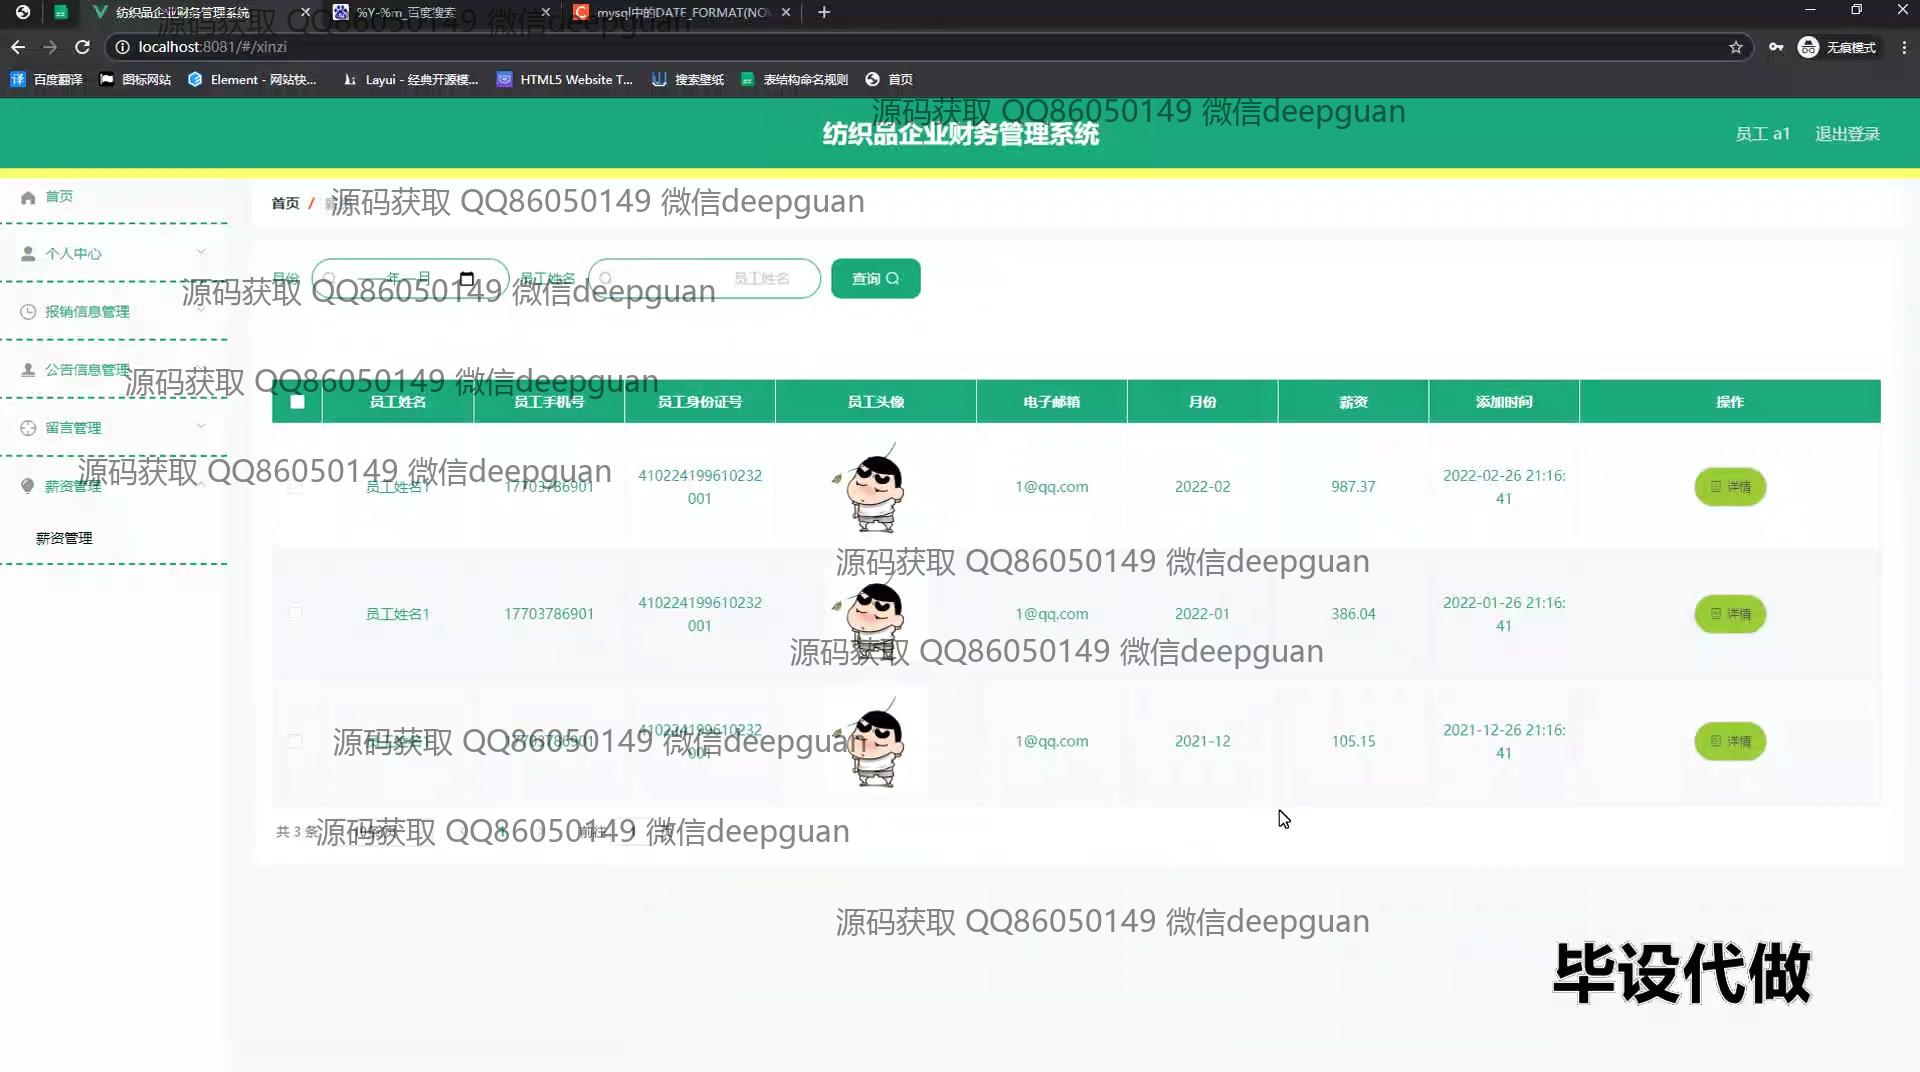 纺织品企业财务管理系统
%Y-%m_百度搜索
mysql中的DATE_FORMAT(NO
localhost:8081/#/xinzi
无痕模式
百度翻译
图标网站
Element - 网站快...
Layui - 经典开源模...
HTML5 Website T...
搜索壁纸
表结构命名规则
首页
源码获取 QQ86050149 微信deepguan
纺织品企业财务管理系统
员工 a1
退出登录
首页
首页 /
源码获取 QQ86050149 微信deepguan
个人中心
月份
年 月
员工姓名
员工姓名
查询
源码获取 QQ86050149 微信deepguan
报销信息管理
公告信息管理
源码获取 QQ86050149 微信deepguan
员工姓名 员工手机号 员工身份证号 员工头像 电子邮箱 月份 薪资 添加时间 操作
留言管理
源码获取 QQ86050149 微信deepguan
薪资管理
薪资管理
员工姓名1 17703786901 410224199610232001 1@qq.com 2022-02 987.37 2022-02-26 21:16:41 详情
源码获取 QQ86050149 微信deepguan
员工姓名1 17703786901 410224199610232001 1@qq.com 2022-01 386.04 2022-01-26 21:16:41 详情
源码获取 QQ86050149 微信deepguan
员工姓名1 17703786901 410224199610232001 1@qq.com 2021-12 105.15 2021-12-26 21:16:41 详情
源码获取 QQ86050149 微信deepguan
共 3 条
前往 1 页
源码获取 QQ86050149 微信deepguan
源码获取 QQ86050149 微信deepguan
毕设代做